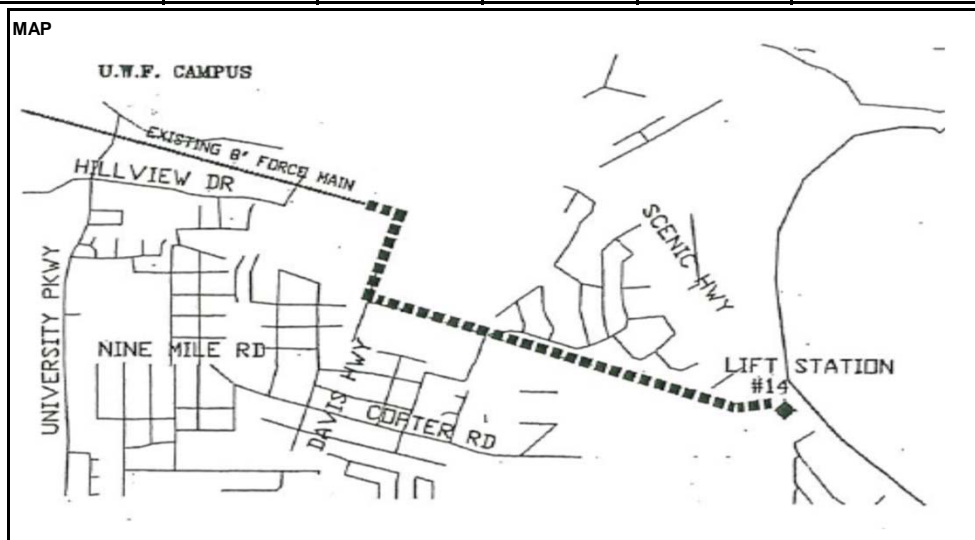 MAP
U.W.F. CAMPUS
EXISTING 8" FORCE MAIN
HILLVIEW DR
SCENIC HWY
UNIVERSITY PKWY
NINE MILE RD
DAVIS HWY
LIFT STATION
#14
COPTER RD